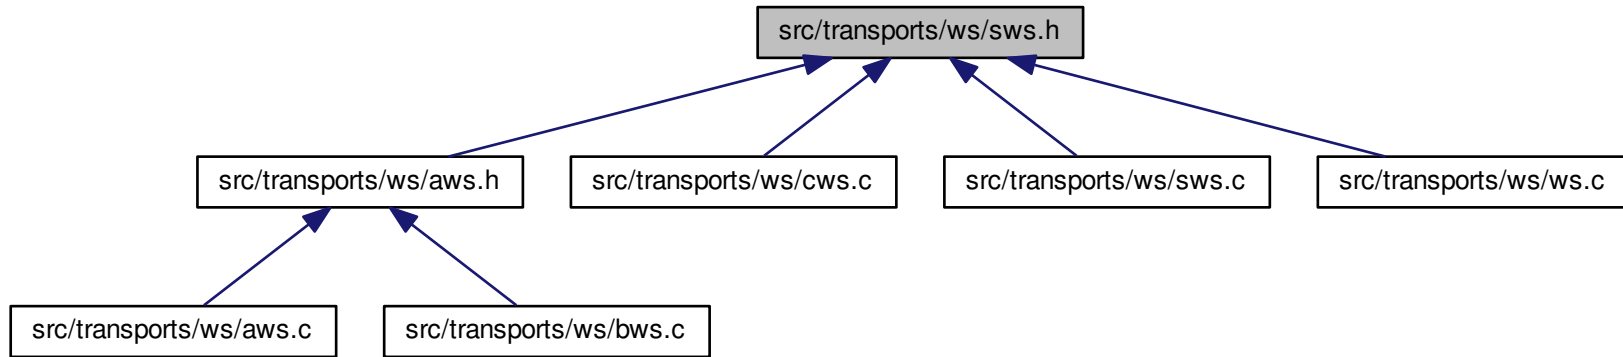 src/transports/ws/sws.h
src/transports/ws/aws.h
src/transports/ws/cws.c
src/transports/ws/sws.c
src/transports/ws/ws.c
src/transports/ws/aws.c
src/transports/ws/bws.c